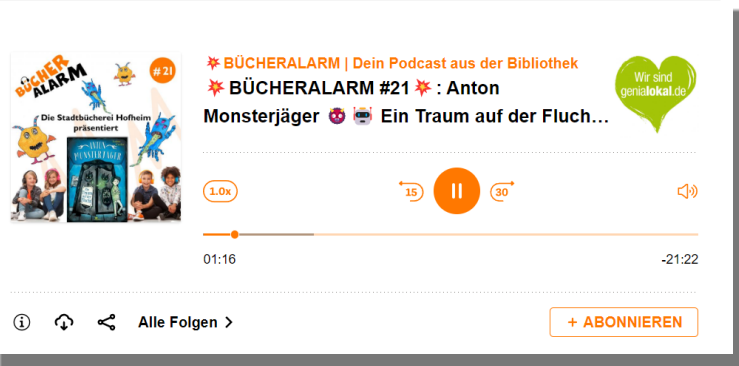 BÜCHER
ALARM
#21
Die Stadtbücherei Hofheim
präsentiert
ANTON
MONSTERJÄGER
BÜCHERALARM | Dein Podcast aus der Bibliothek
BÜCHERALARM #21 : Anton
Monsterjäger Ein Traum auf der Fluch...
Wir sind
genialokal.de
1.0x
15
30
01:16
-21:22
Alle Folgen >
+ ABONNIEREN